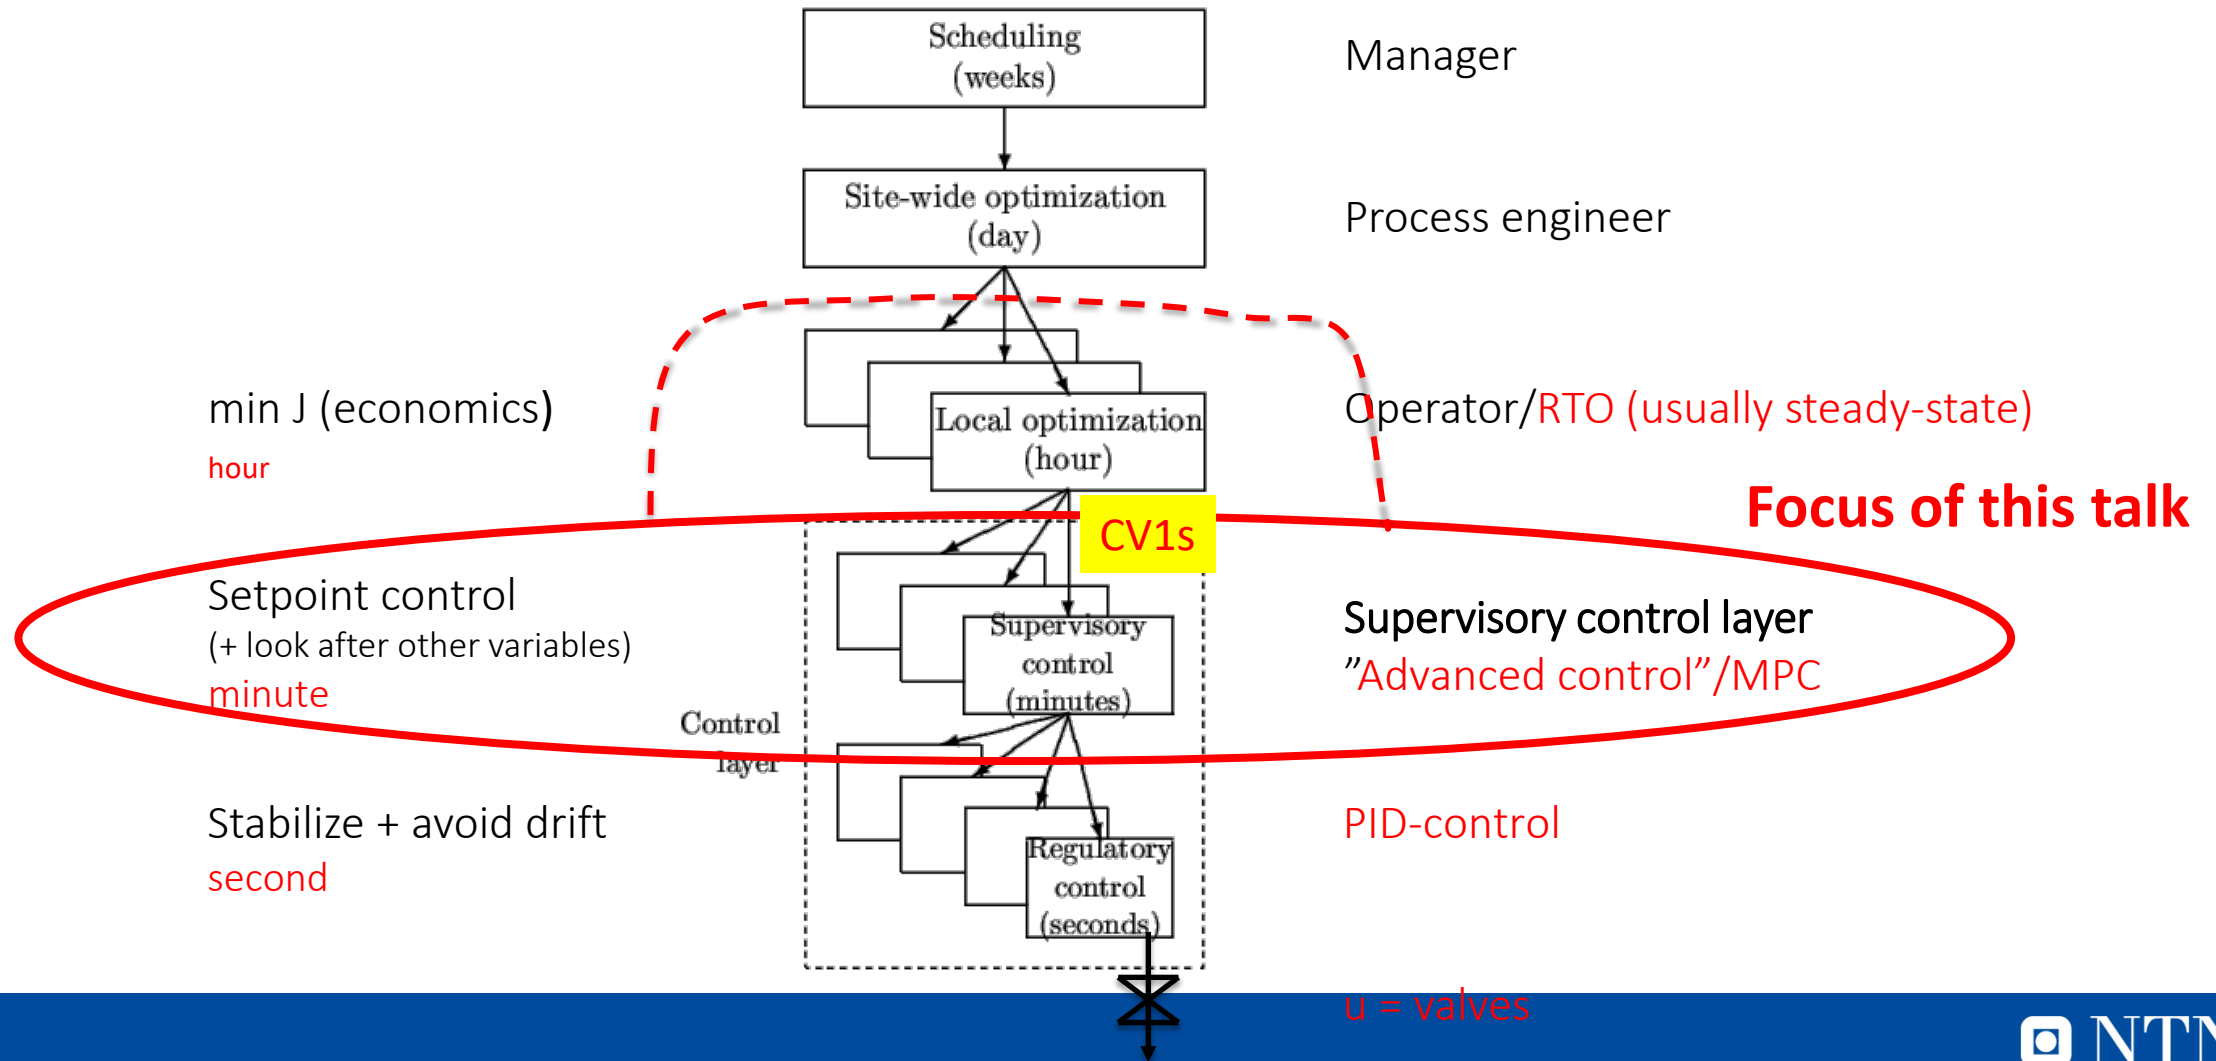 Scheduling
(weeks)
Manager
Site-wide optimization
(day)
Process engineer
min J (economics)
hour
Local optimization
(hour)
Operator/RTO (usually steady-state)
Focus of this talk
CV1s
Setpoint control
(+ look after other variables)
minute
Supervisory
control
(minutes)
Supervisory control layer
”Advanced control”/MPC
Control
layer
Stabilize + avoid drift
second
Regulatory
control
(seconds)
PID-control
u = valves